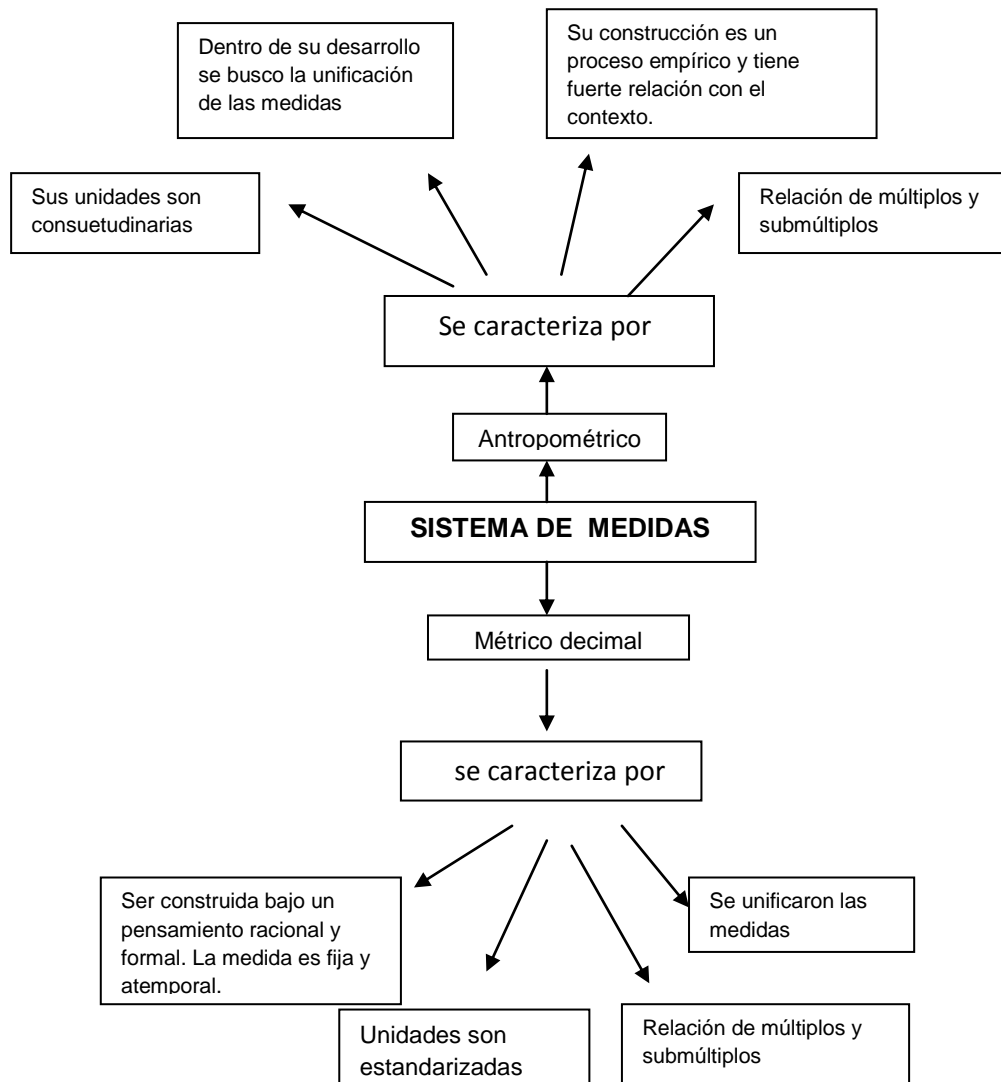 Dentro de su desarrollo
se busco la unificación
de las medidas
Su construcción es un
proceso empírico y tiene
fuerte relación con el
contexto.
Sus unidades son
consuetudinarias
Relación de múltiplos y
submúltiplos
Se caracteriza por
Antropométrico
SISTEMA DE MEDIDAS
Métrico decimal
se caracteriza por
Ser construida bajo un
pensamiento racional y
formal. La medida es fija y
atemporal.
Se unificaron las
medidas
Unidades son
estandarizadas
Relación de múltiplos y
submúltiplos